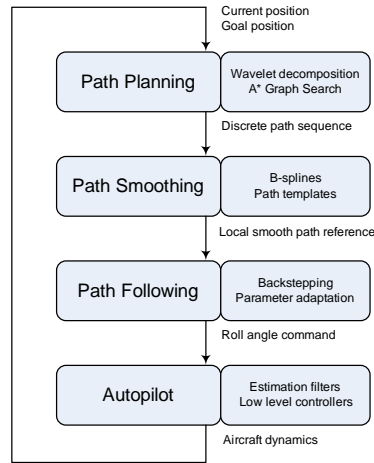 Current position
Goal position
Path Planning
Wavelet decomposition
A* Graph Search
Discrete path sequence
Path Smoothing
B-splines
Path templates
Local smooth path reference
Path Following
Backstepping
Parameter adaptation
Roll angle command
Autopilot
Estimation filters
Low level controllers
Aircraft dynamics